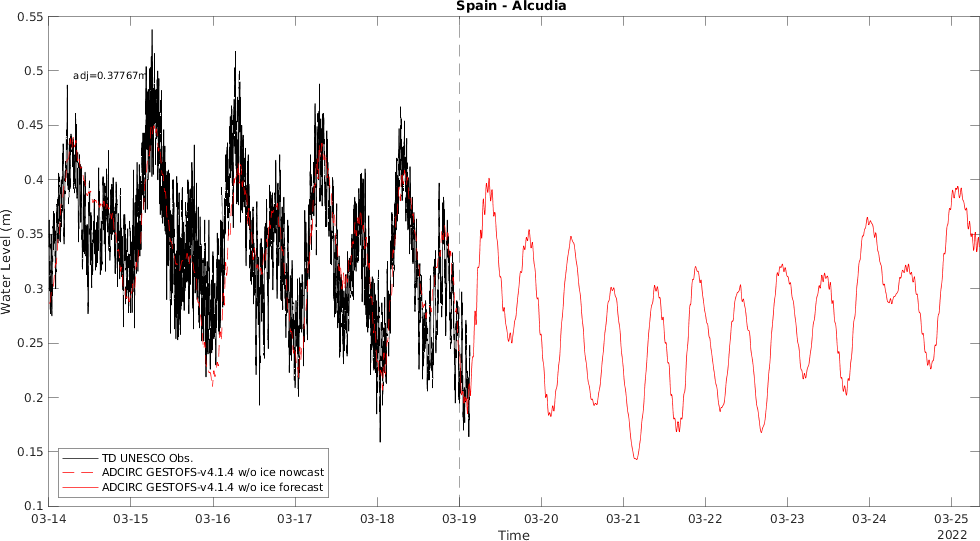 Spain - Alcudia
0.55
0.5
0.45
0.4
0.35
0.3
0.25
0.2
0.15
0.1
Water Level (m)
adj=0.37767m
TD UNESCO Obs.
ADCIRC GESTOFS-v4.1.4 w/o ice nowcast
ADCIRC GESTOFS-v4.1.4 w/o ice forecast
03-14 03-15 03-16 03-17 03-18 03-19 03-20 03-21 03-22 03-23 03-24 03-25
Time
2022